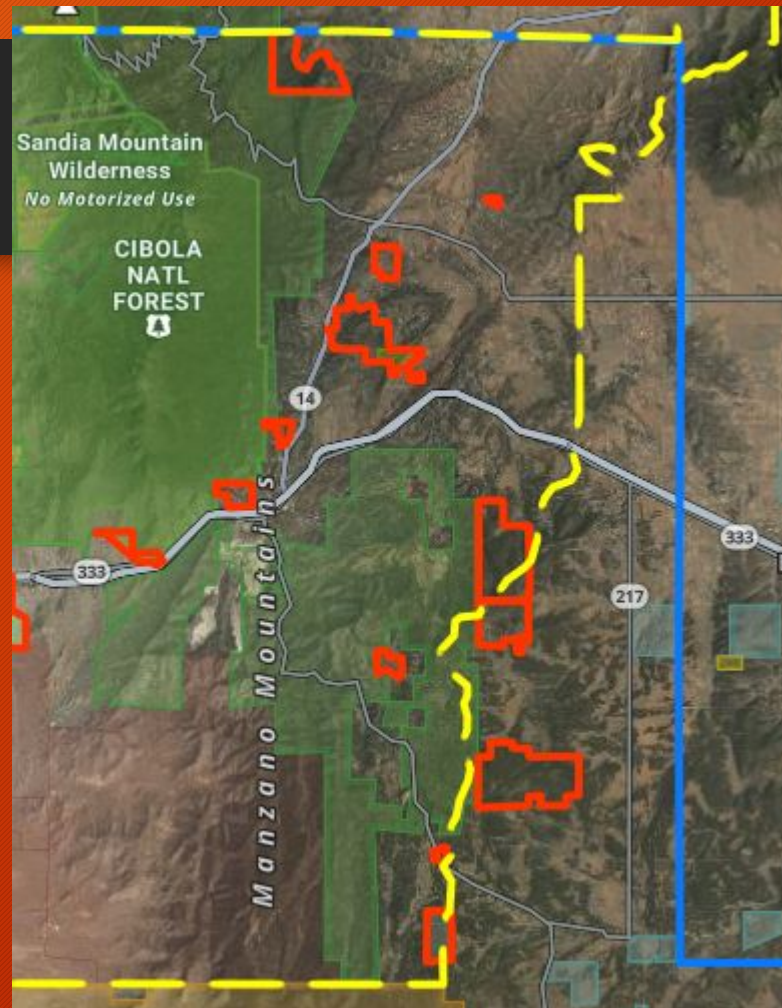 Sandia Mountain
Wilderness
No Motorized Use
CIBOLA
NATL
FOREST
14
333
333
217
Manzano Mountains